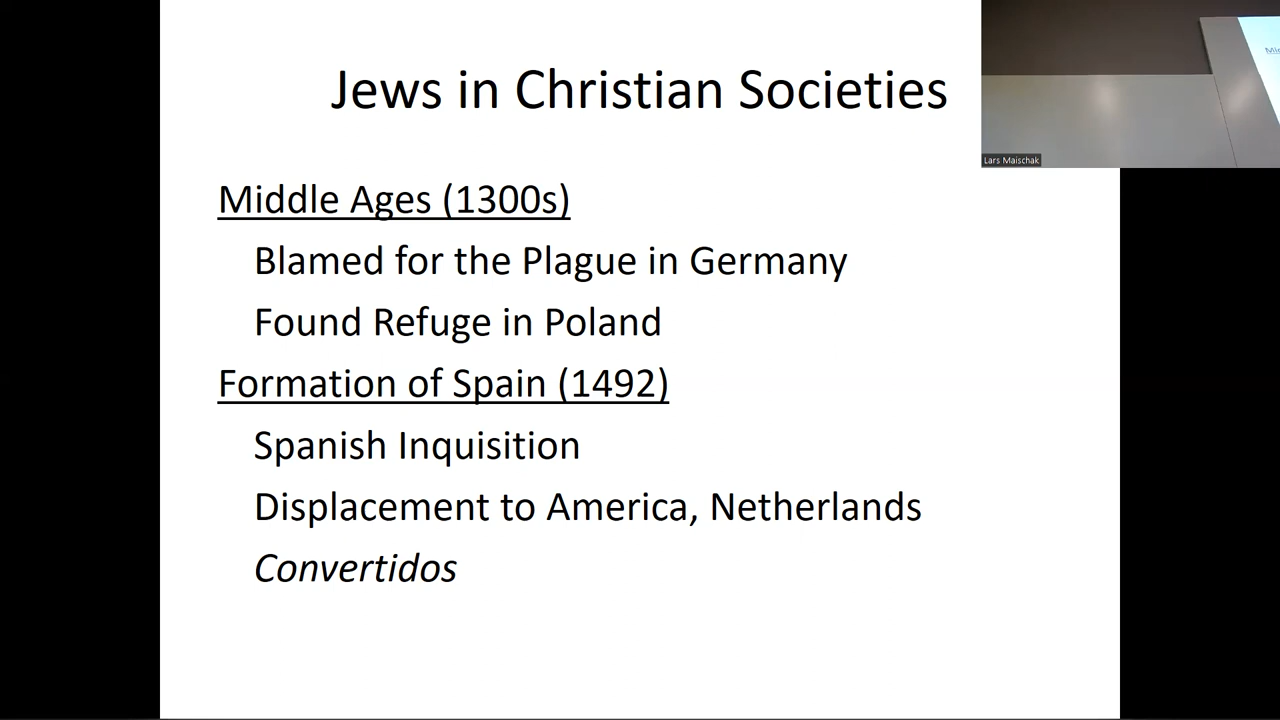 Jews in Christian Societies
Lars Maischak
Middle Ages (1300s)
Blamed for the Plague in Germany
Found Refuge in Poland
Formation of Spain (1492)
Spanish Inquisition
Displacement to America, Netherlands
Convertidos